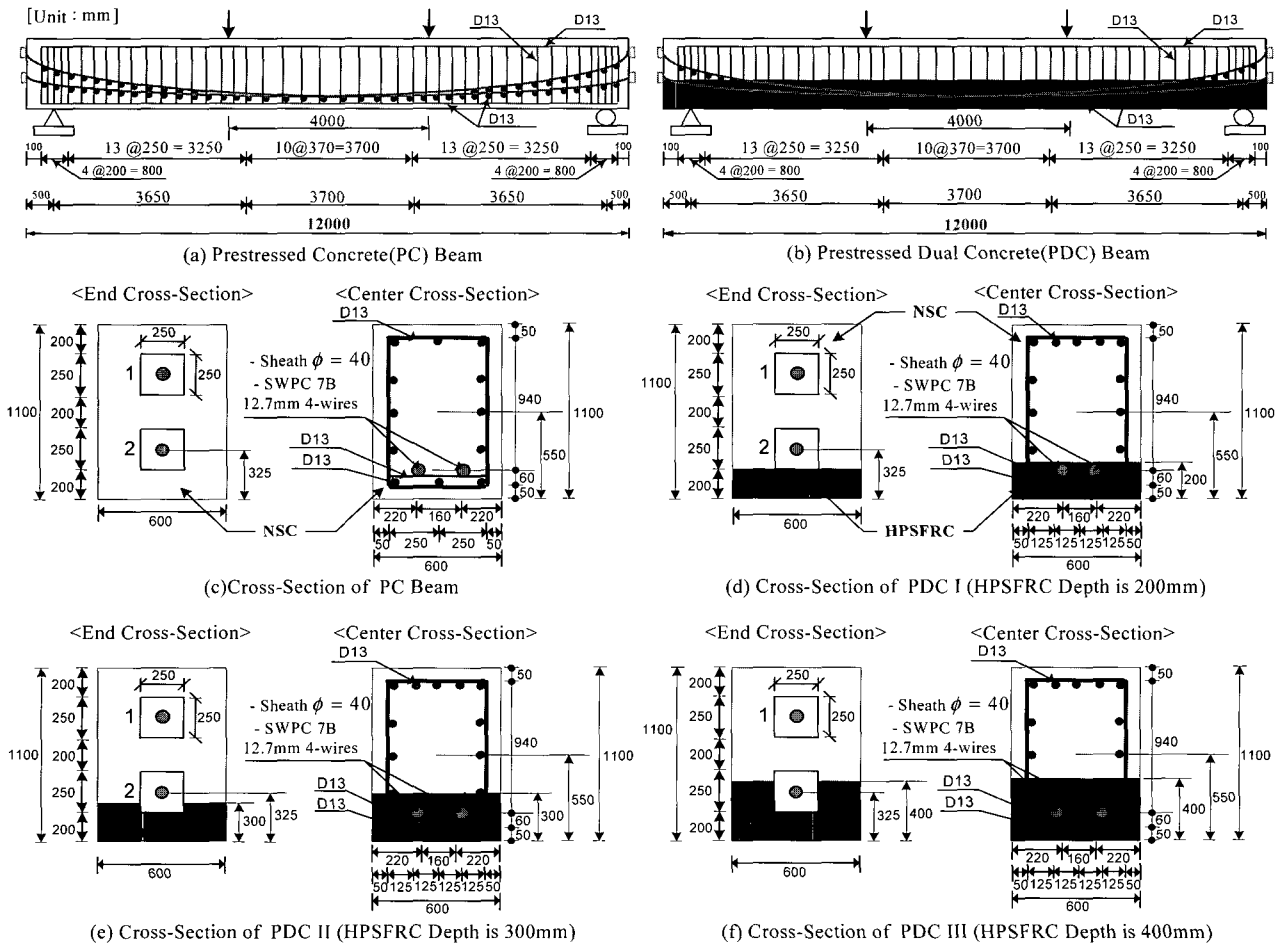 [Unit : mm]
D13
D13
D13
4000
100
13 @250 = 3250
10@370=3700
13 @250 = 3250
100
4 @200 = 800
4 @200 = 800
500
3650
3700
3650
500
12000
(a) Prestressed Concrete(PC) Beam
D13
D13
D13
4000
100
13 @250 = 3250
10@370=3700
13 @250 = 3250
100
4 @200 = 800
4 @200 = 800
500
3650
3700
3650
500
12000
(b) Prestressed Dual Concrete(PDC) Beam
<End Cross-Section>
<Center Cross-Section>
D13
1100
200
250
200
250
200
250
1
250
2
325
600
NSC
- Sheath ϕ = 40
- SWPC 7B
12.7mm 4-wires
D13
D13
50
940
60
50
550
1100
220
160
220
50
250
250
50
600
(c)Cross-Section of PC Beam
<End Cross-Section>
<Center Cross-Section>
D13
NSC
1100
200
250
200
250
200
250
1
250
2
325
600
HPSFRC
- Sheath ϕ = 40
- SWPC 7B
12.7mm 4-wires
D13
D13
50
940
60
50
200
550
1100
220
160
220
50
125
125
125
125
50
600
(d) Cross-Section of PDC I (HPSFRC Depth is 200mm)
<End Cross-Section>
<Center Cross-Section>
D13
1100
200
250
200
250
200
250
1
250
2
300
325
600
- Sheath ϕ = 40
- SWPC 7B
12.7mm 4-wires
D13
D13
50
940
60
50
300
550
1100
220
160
220
50
125
125
125
125
50
600
(e) Cross-Section of PDC II (HPSFRC Depth is 300mm)
<End Cross-Section>
<Center Cross-Section>
D13
1100
200
250
200
250
200
250
1
250
2
325
400
600
- Sheath ϕ = 40
- SWPC 7B
12.7mm 4-wires
D13
D13
50
940
60
50
400
550
1100
220
160
220
50
125
125
125
125
50
600
(f) Cross-Section of PDC III (HPSFRC Depth is 400mm)